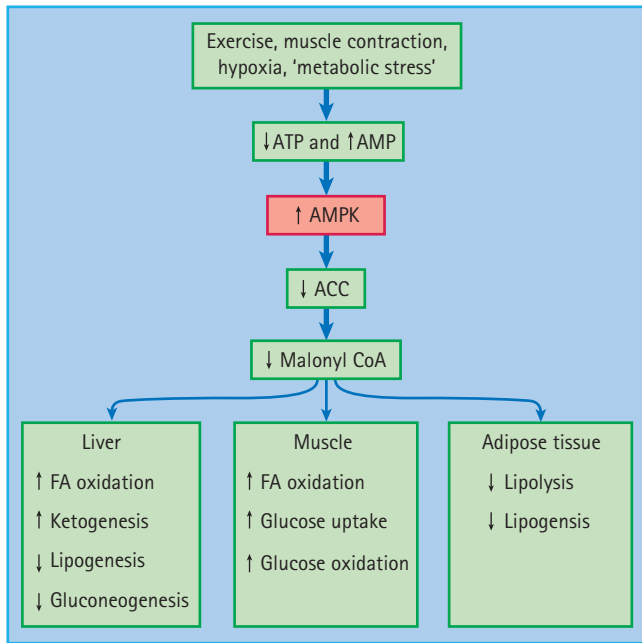 Exercise, muscle contraction,
hypoxia, ‘metabolic stress’
↓ATP and ↑AMP
↑ AMPK
↓ ACC
↓ Malonyl CoA
Liver
↑ FA oxidation
↑ Ketogenesis
↓ Lipogenesis
↓ Gluconeogenesis
Muscle
↑ FA oxidation
↑ Glucose uptake
↑ Glucose oxidation
Adipose tissue
↓ Lipolysis
↓ Lipogensis